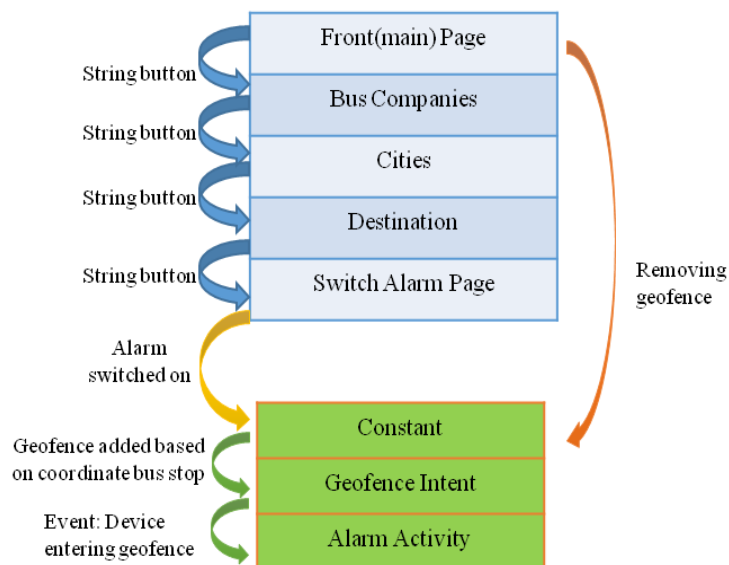 Front(main) Page
String button
Bus Companies
String button
Cities
String button
Destination
String button
Switch Alarm Page
Removing
geofence
Alarm
switched on
Constant
Geofence added based
on coordinate bus stop
Geofence Intent
Event: Device
entering geofence
Alarm Activity